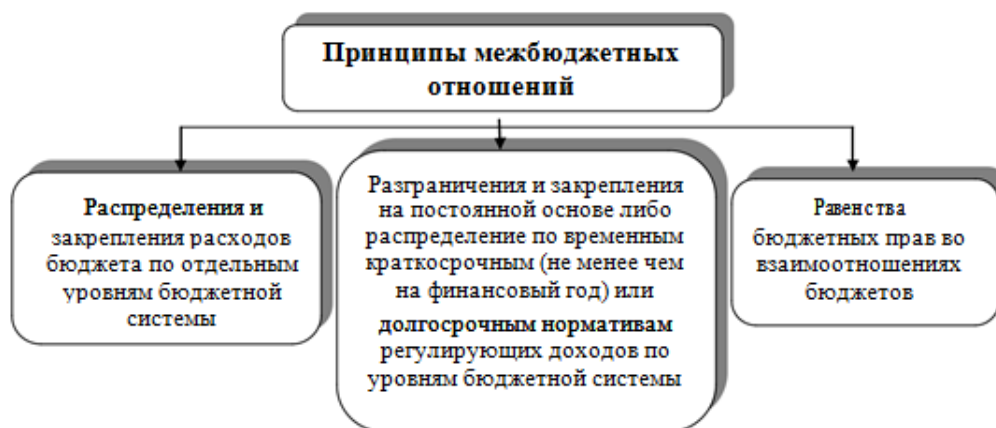 Принципы межбюджетных
отношений
Распределения и
закрепления расходов
бюджета по отдельным
уровням бюджетной
системы
Разграничения и закрепления
на постоянной основе либо
распределение по временным
краткосрочным (не менее чем
на финансовый год) или
долгосрочным нормативам
регулирующих доходов по
уровням бюджетной системы
Равенства
бюджетных прав во
взаимоотношениях
бюджетов